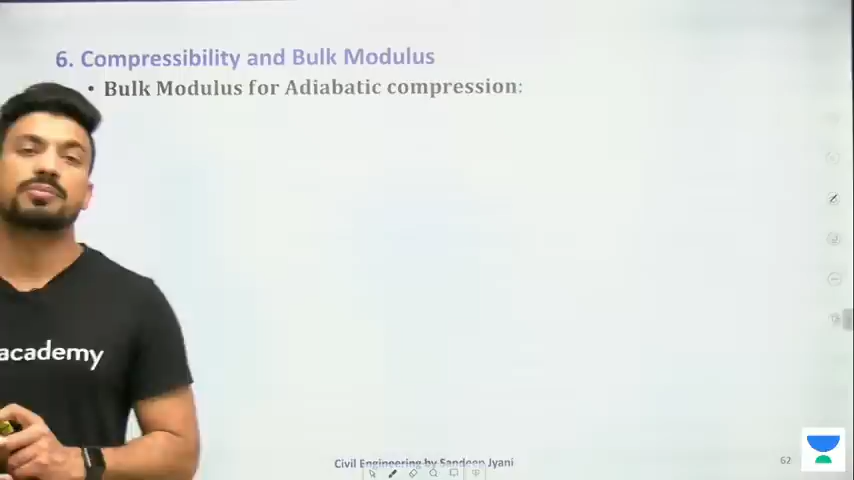 6. Compressibility and Bulk Modulus
• Bulk Modulus for Adiabatic compression:
academy
Civil Engineering by Sandeep Jyani
62